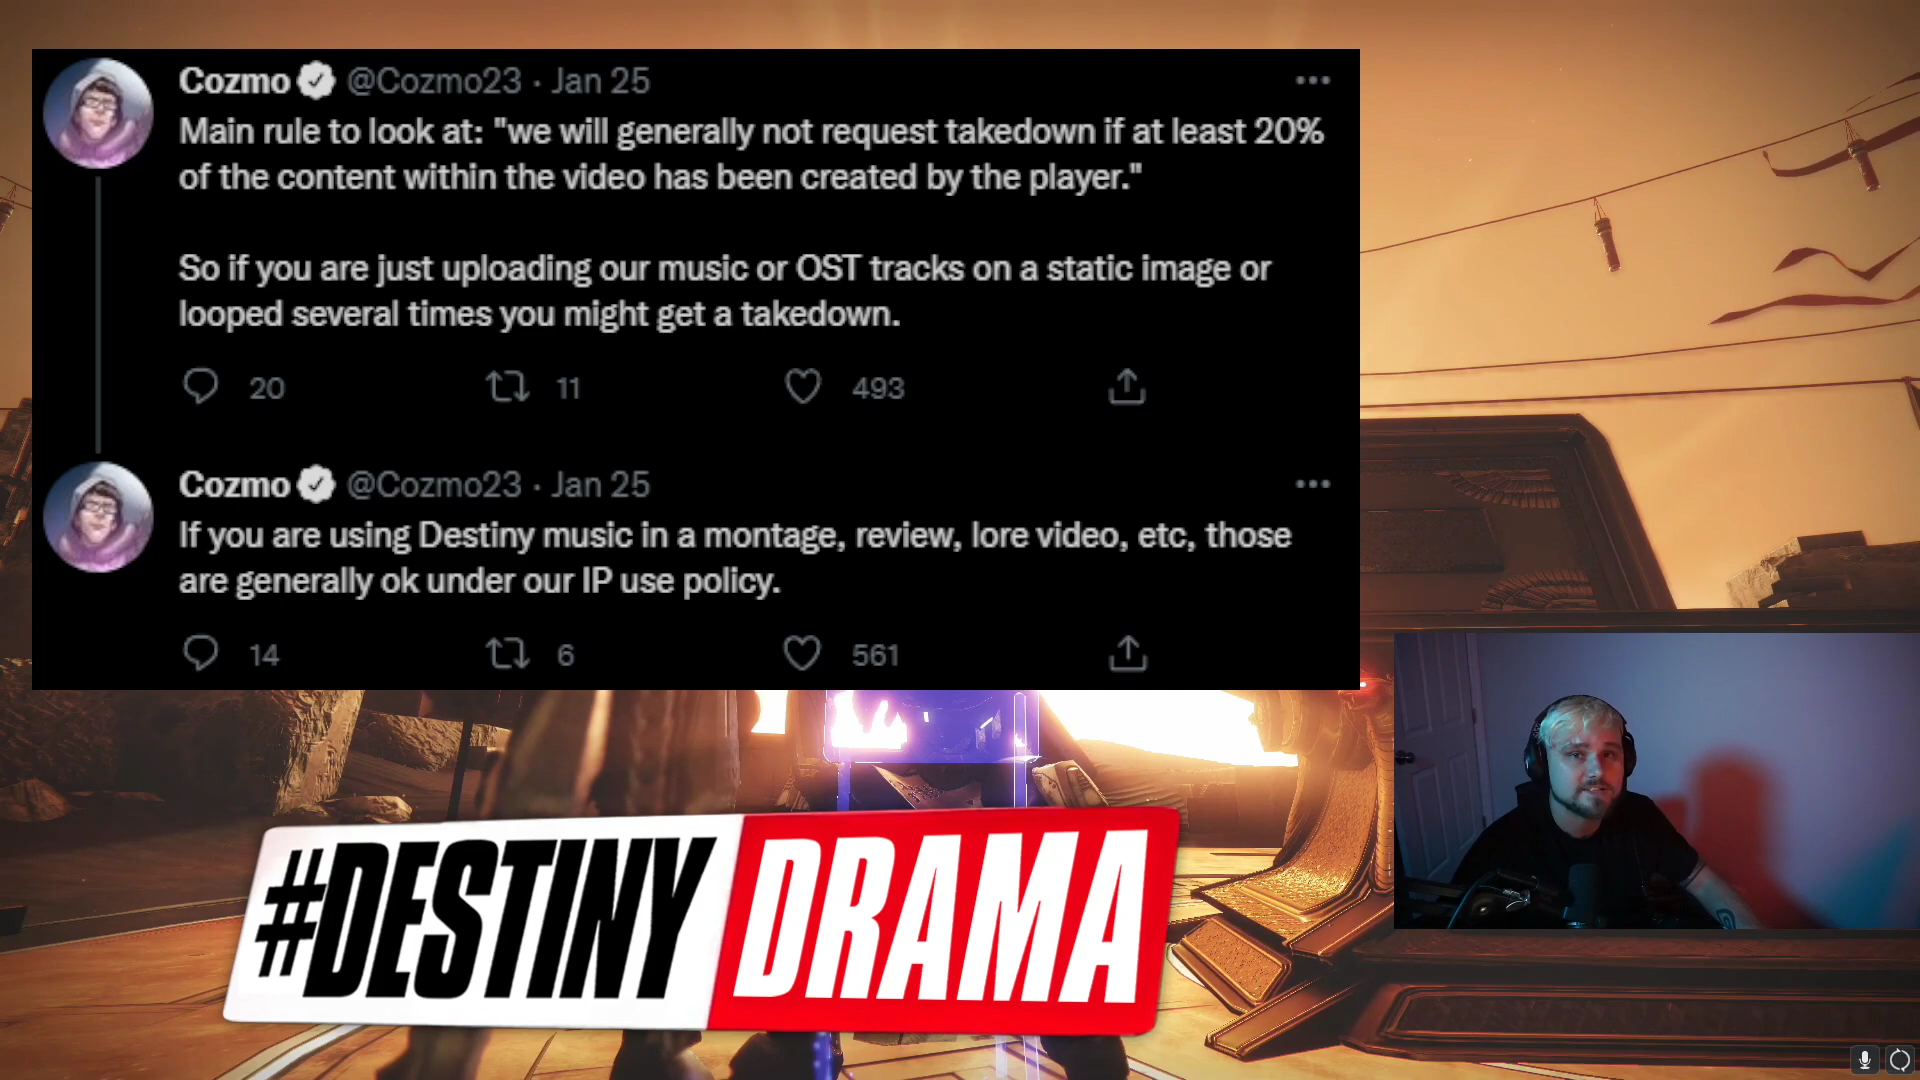 Cozmo @Cozmo23 · Jan 25
Main rule to look at: "we will generally not request takedown if at least 20%
of the content within the video has been created by the player."
So if you are just uploading our music or OST tracks on a static image or
looped several times you might get a takedown.
20 11 493
Cozmo @Cozmo23 · Jan 25
If you are using Destiny music in a montage, review, lore video, etc, those
are generally ok under our IP use policy.
14 6 561
#DESTINY DRAMA